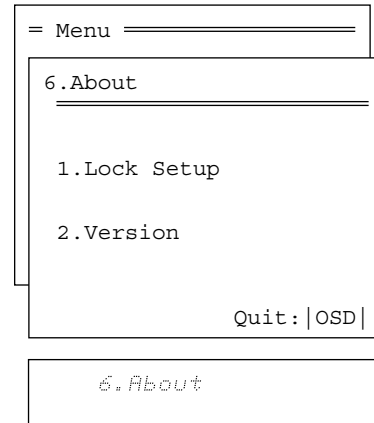 = Menu
6.About
1.Lock Setup
2.Version
Quit:|OSD|
6.About